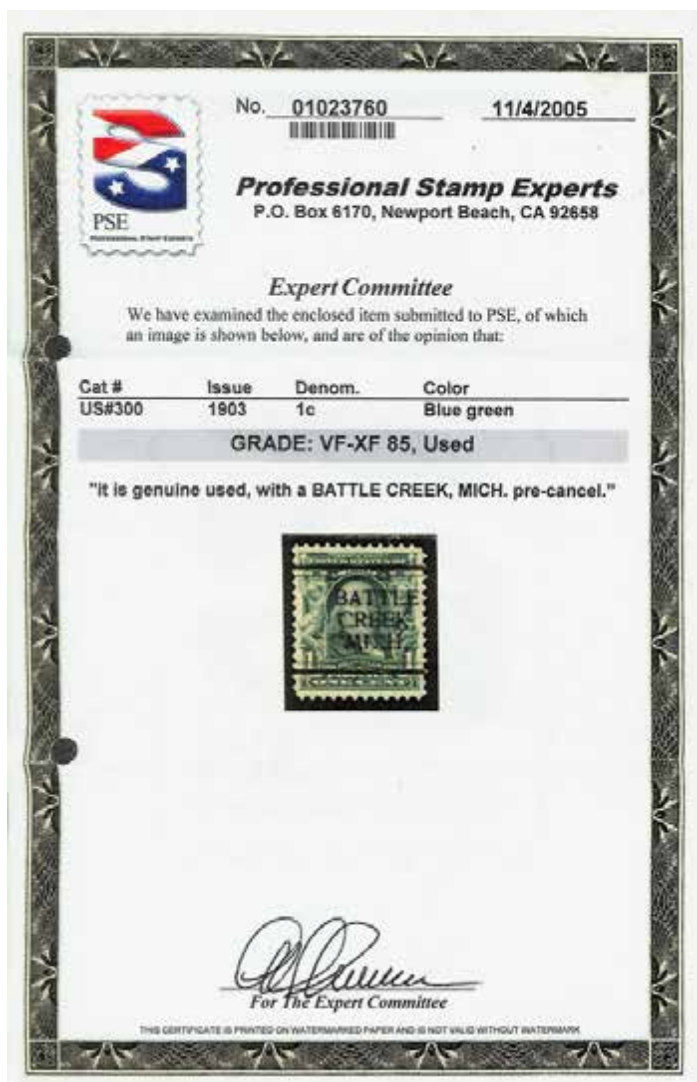 No. 01023760 11/4/2005
Professional Stamp Experts
P.O. Box 6170, Newport Beach, CA 92658
PSE
Professional Stamp Experts
Expert Committee
We have examined the enclosed item submitted to PSE, of which
an image is shown below, and are of the opinion that:
Cat # Issue Denom. Color
US#300 1903 1c Blue green
GRADE: VF-XF 85, Used
"it is genuine used, with a BATTLE CREEK, MICH. pre-cancel."
BATTLE
CREEK
MICH.
For The Expert Committee
THIS CERTIFICATE IS PRINTED ON WATERMARKED PAPER AND IS NOT VALID WITHOUT WATERMARK